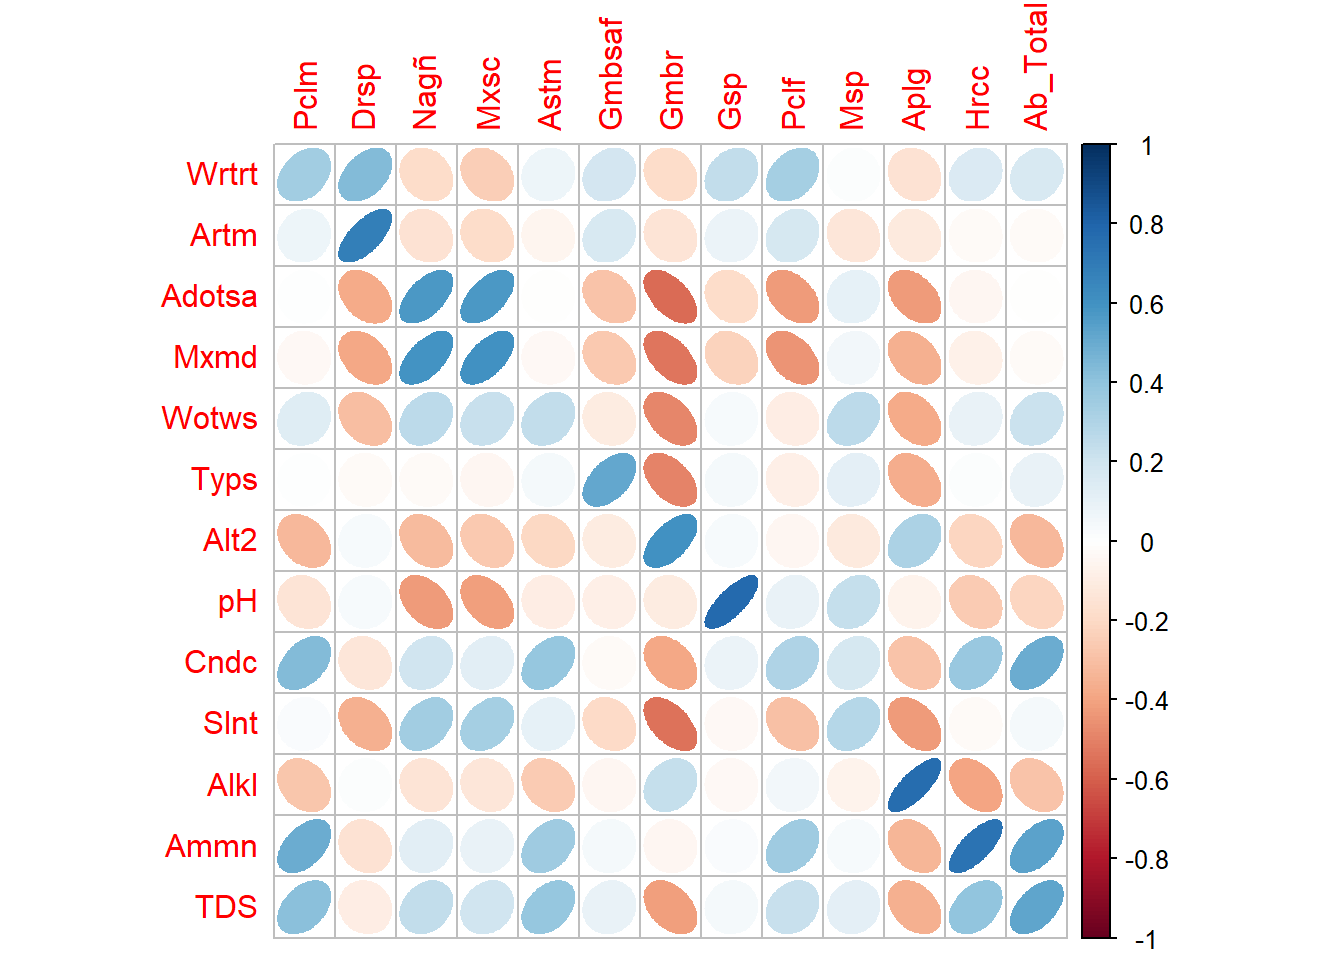 Pclm Drsp Nagñ Mxsc Astm Gmbsaf Gmbr Gsp Pclf Msp Aplg Hrcc Ab_Total
Wrtrt
Artm
Adotsa
Mxmd
Wotws
Typs
Alt2
pH
Cndc
Slnt
Alkl
Ammn
TDS
1
0.8
0.6
0.4
0.2
0
-0.2
-0.4
-0.6
-0.8
-1